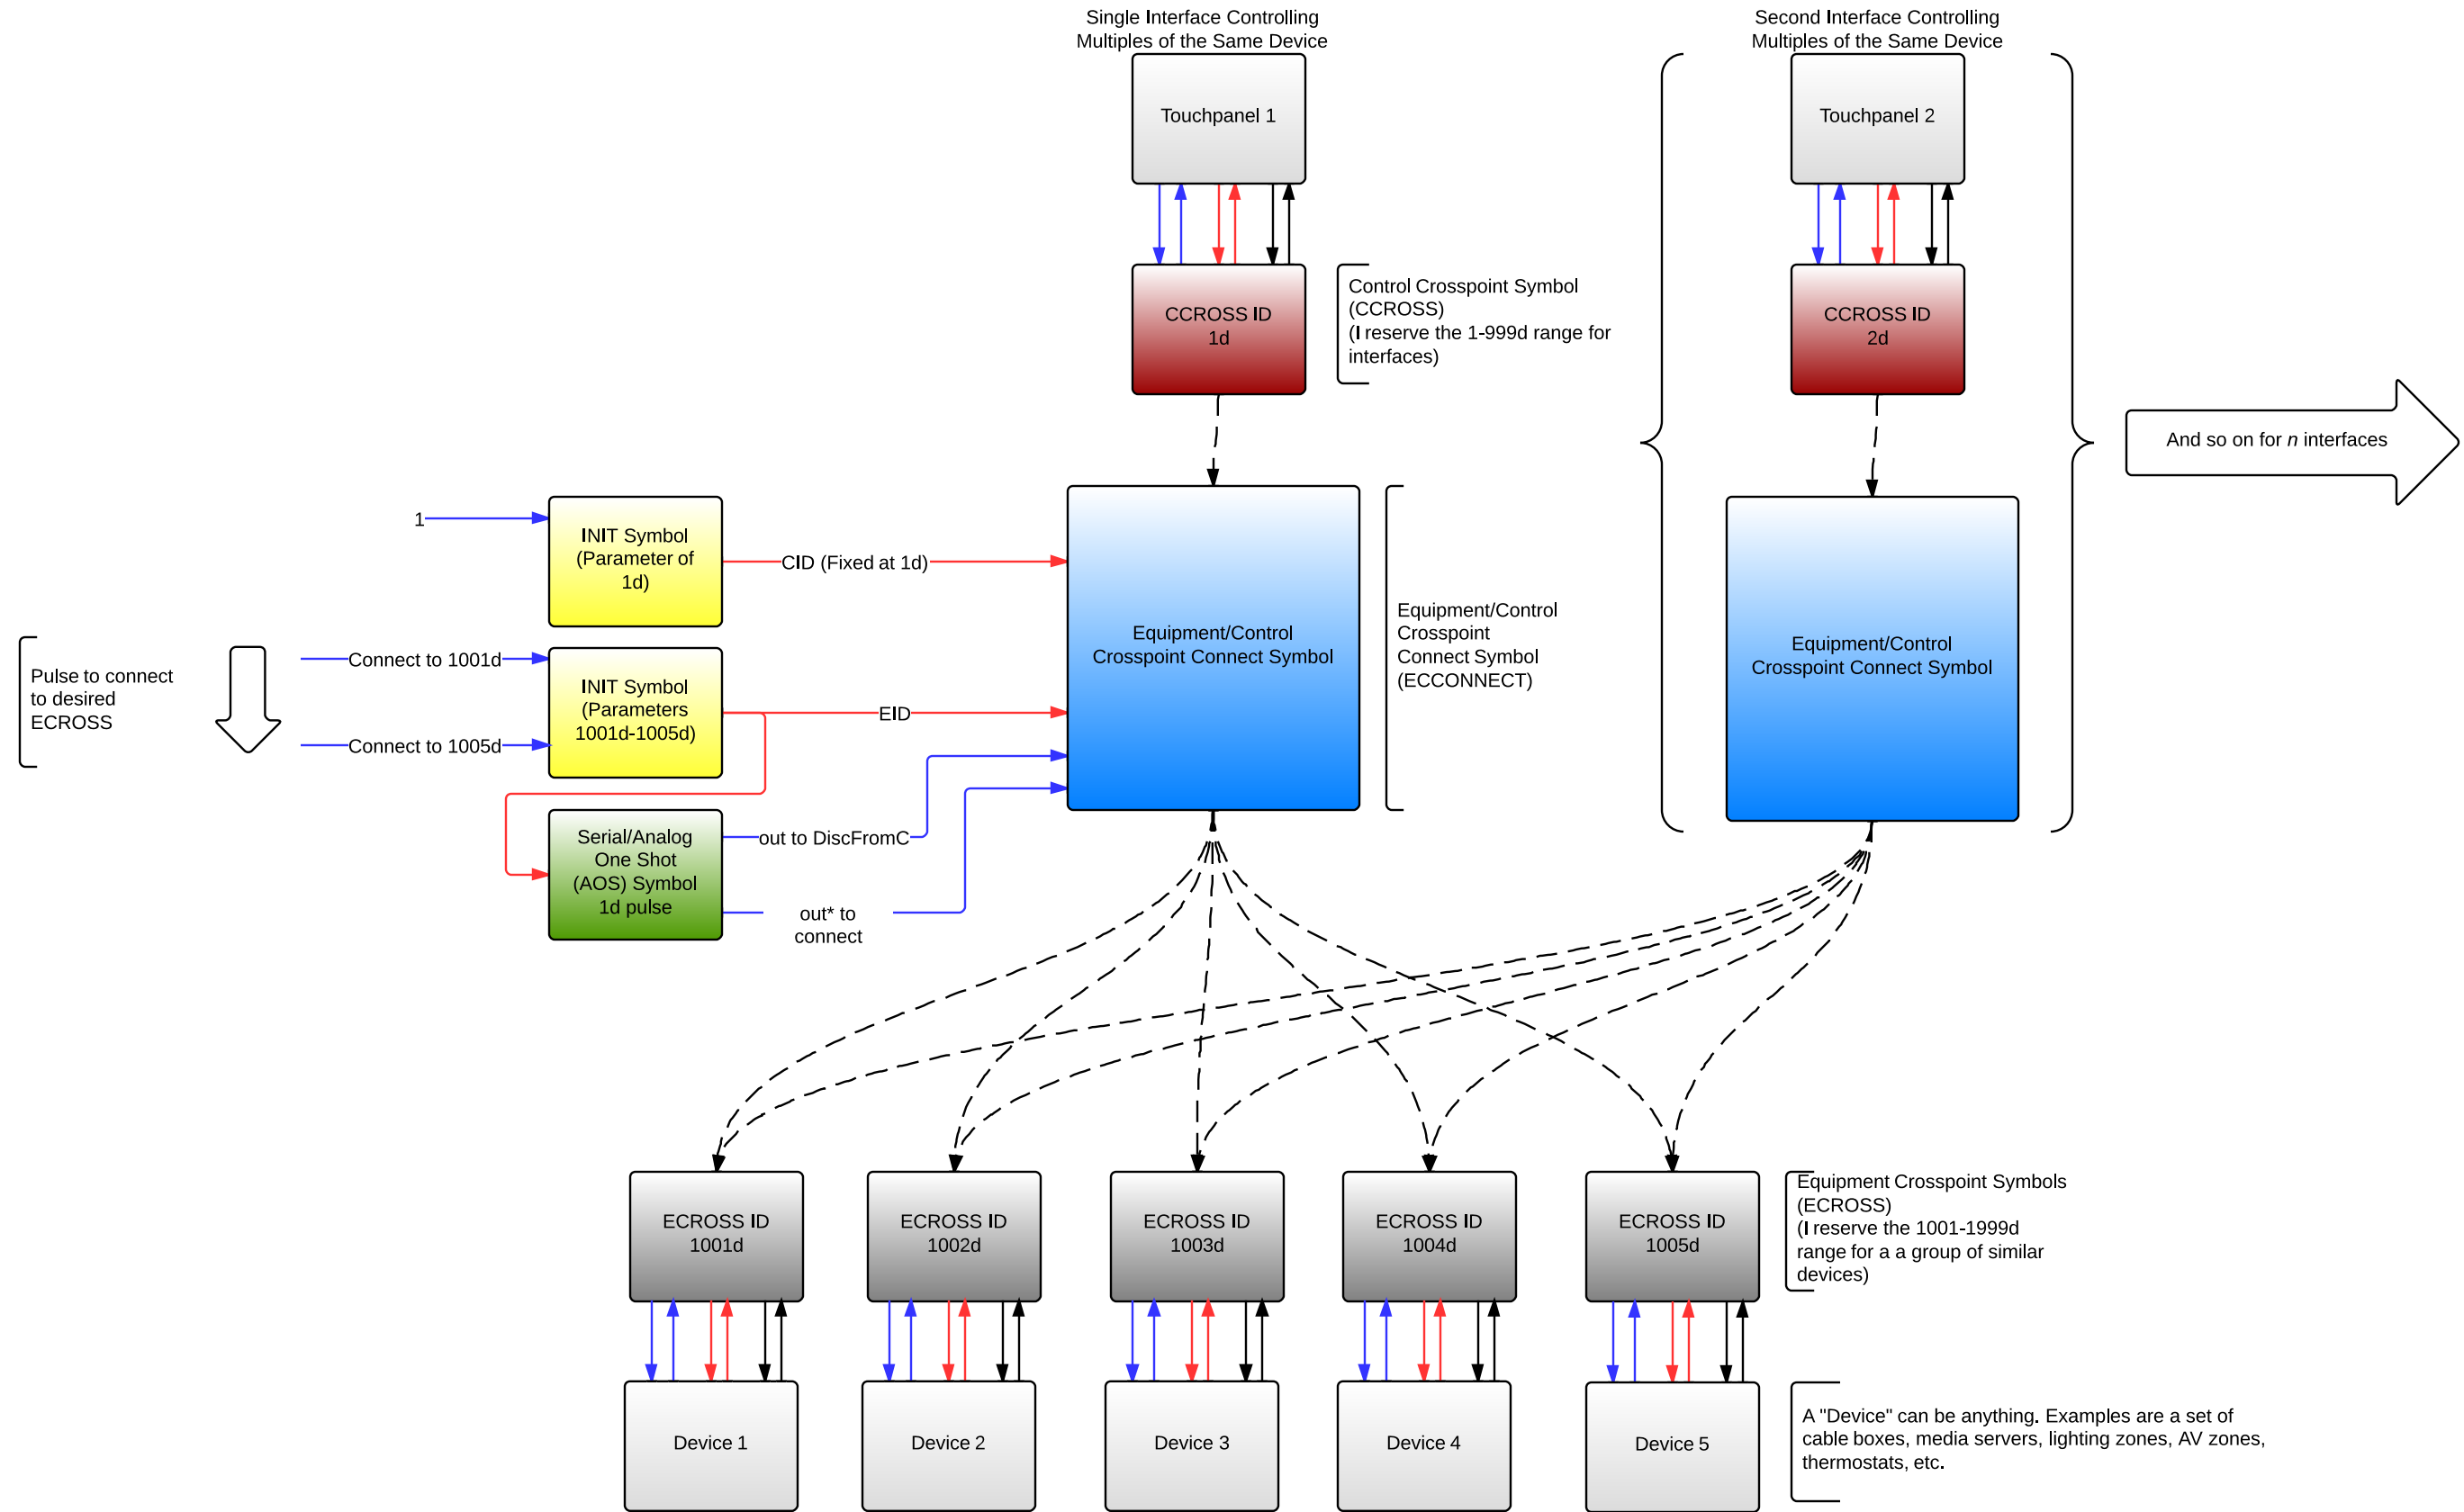 Single Interface Controlling
Multiples of the Same Device
Second Interface Controlling
Multiples of the Same Device
Touchpanel 1
Touchpanel 2
CCROSS ID
1d
Control Crosspoint Symbol
(CCROSS)
(I reserve the 1-999d range for
interfaces)
CCROSS ID
2d
And so on for n interfaces
1
INIT Symbol
(Parameter of
1d)
CID (Fixed at 1d)
Pulse to connect
to desired
ECROSS
Connect to 1001d
Connect to 1005d
INIT Symbol
(Parameters
1001d-1005d)
EID
Equipment/Control
Crosspoint Connect Symbol
Equipment/Control
Crosspoint
Connect Symbol
(ECCONNECT)
Equipment/Control
Crosspoint Connect Symbol
Serial/Analog
One Shot
(AOS) Symbol
1d pulse
out to DiscFromC
out* to
connect
ECROSS ID
1001d
ECROSS ID
1002d
ECROSS ID
1003d
ECROSS ID
1004d
ECROSS ID
1005d
Equipment Crosspoint Symbols
(ECROSS)
(I reserve the 1001-1999d
range for a a group of similar
devices)
Device 1
Device 2
Device 3
Device 4
Device 5
A "Device" can be anything. Examples are a set of
cable boxes, media servers, lighting zones, AV zones,
thermostats, etc.